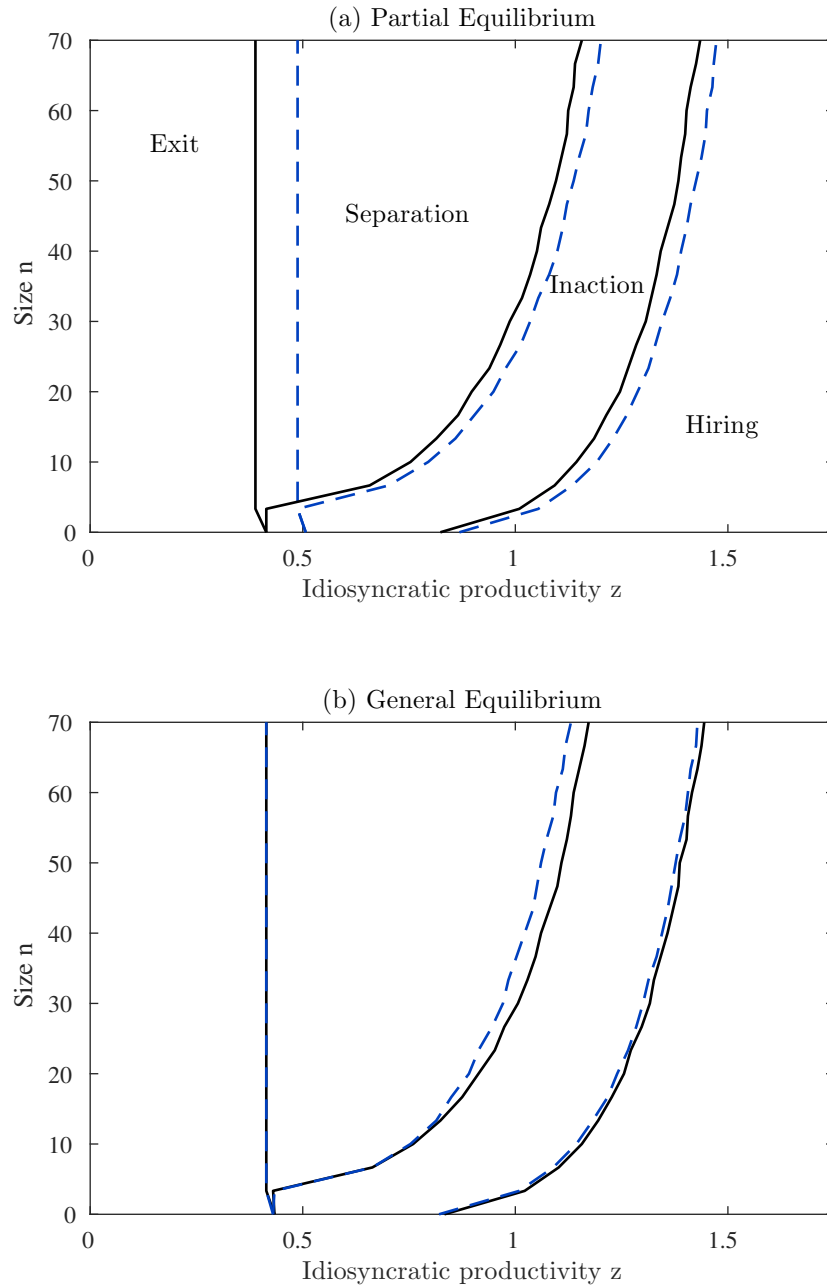 (a) Partial Equilibrium
70
60
50
40
30
20
10
0
Size n
Exit
Separation
Inaction
Hiring
0
0.5
1
1.5
Idiosyncratic productivity z
(b) General Equilibrium
70
60
50
40
30
20
10
0
Size n
0
0.5
1
1.5
Idiosyncratic productivity z